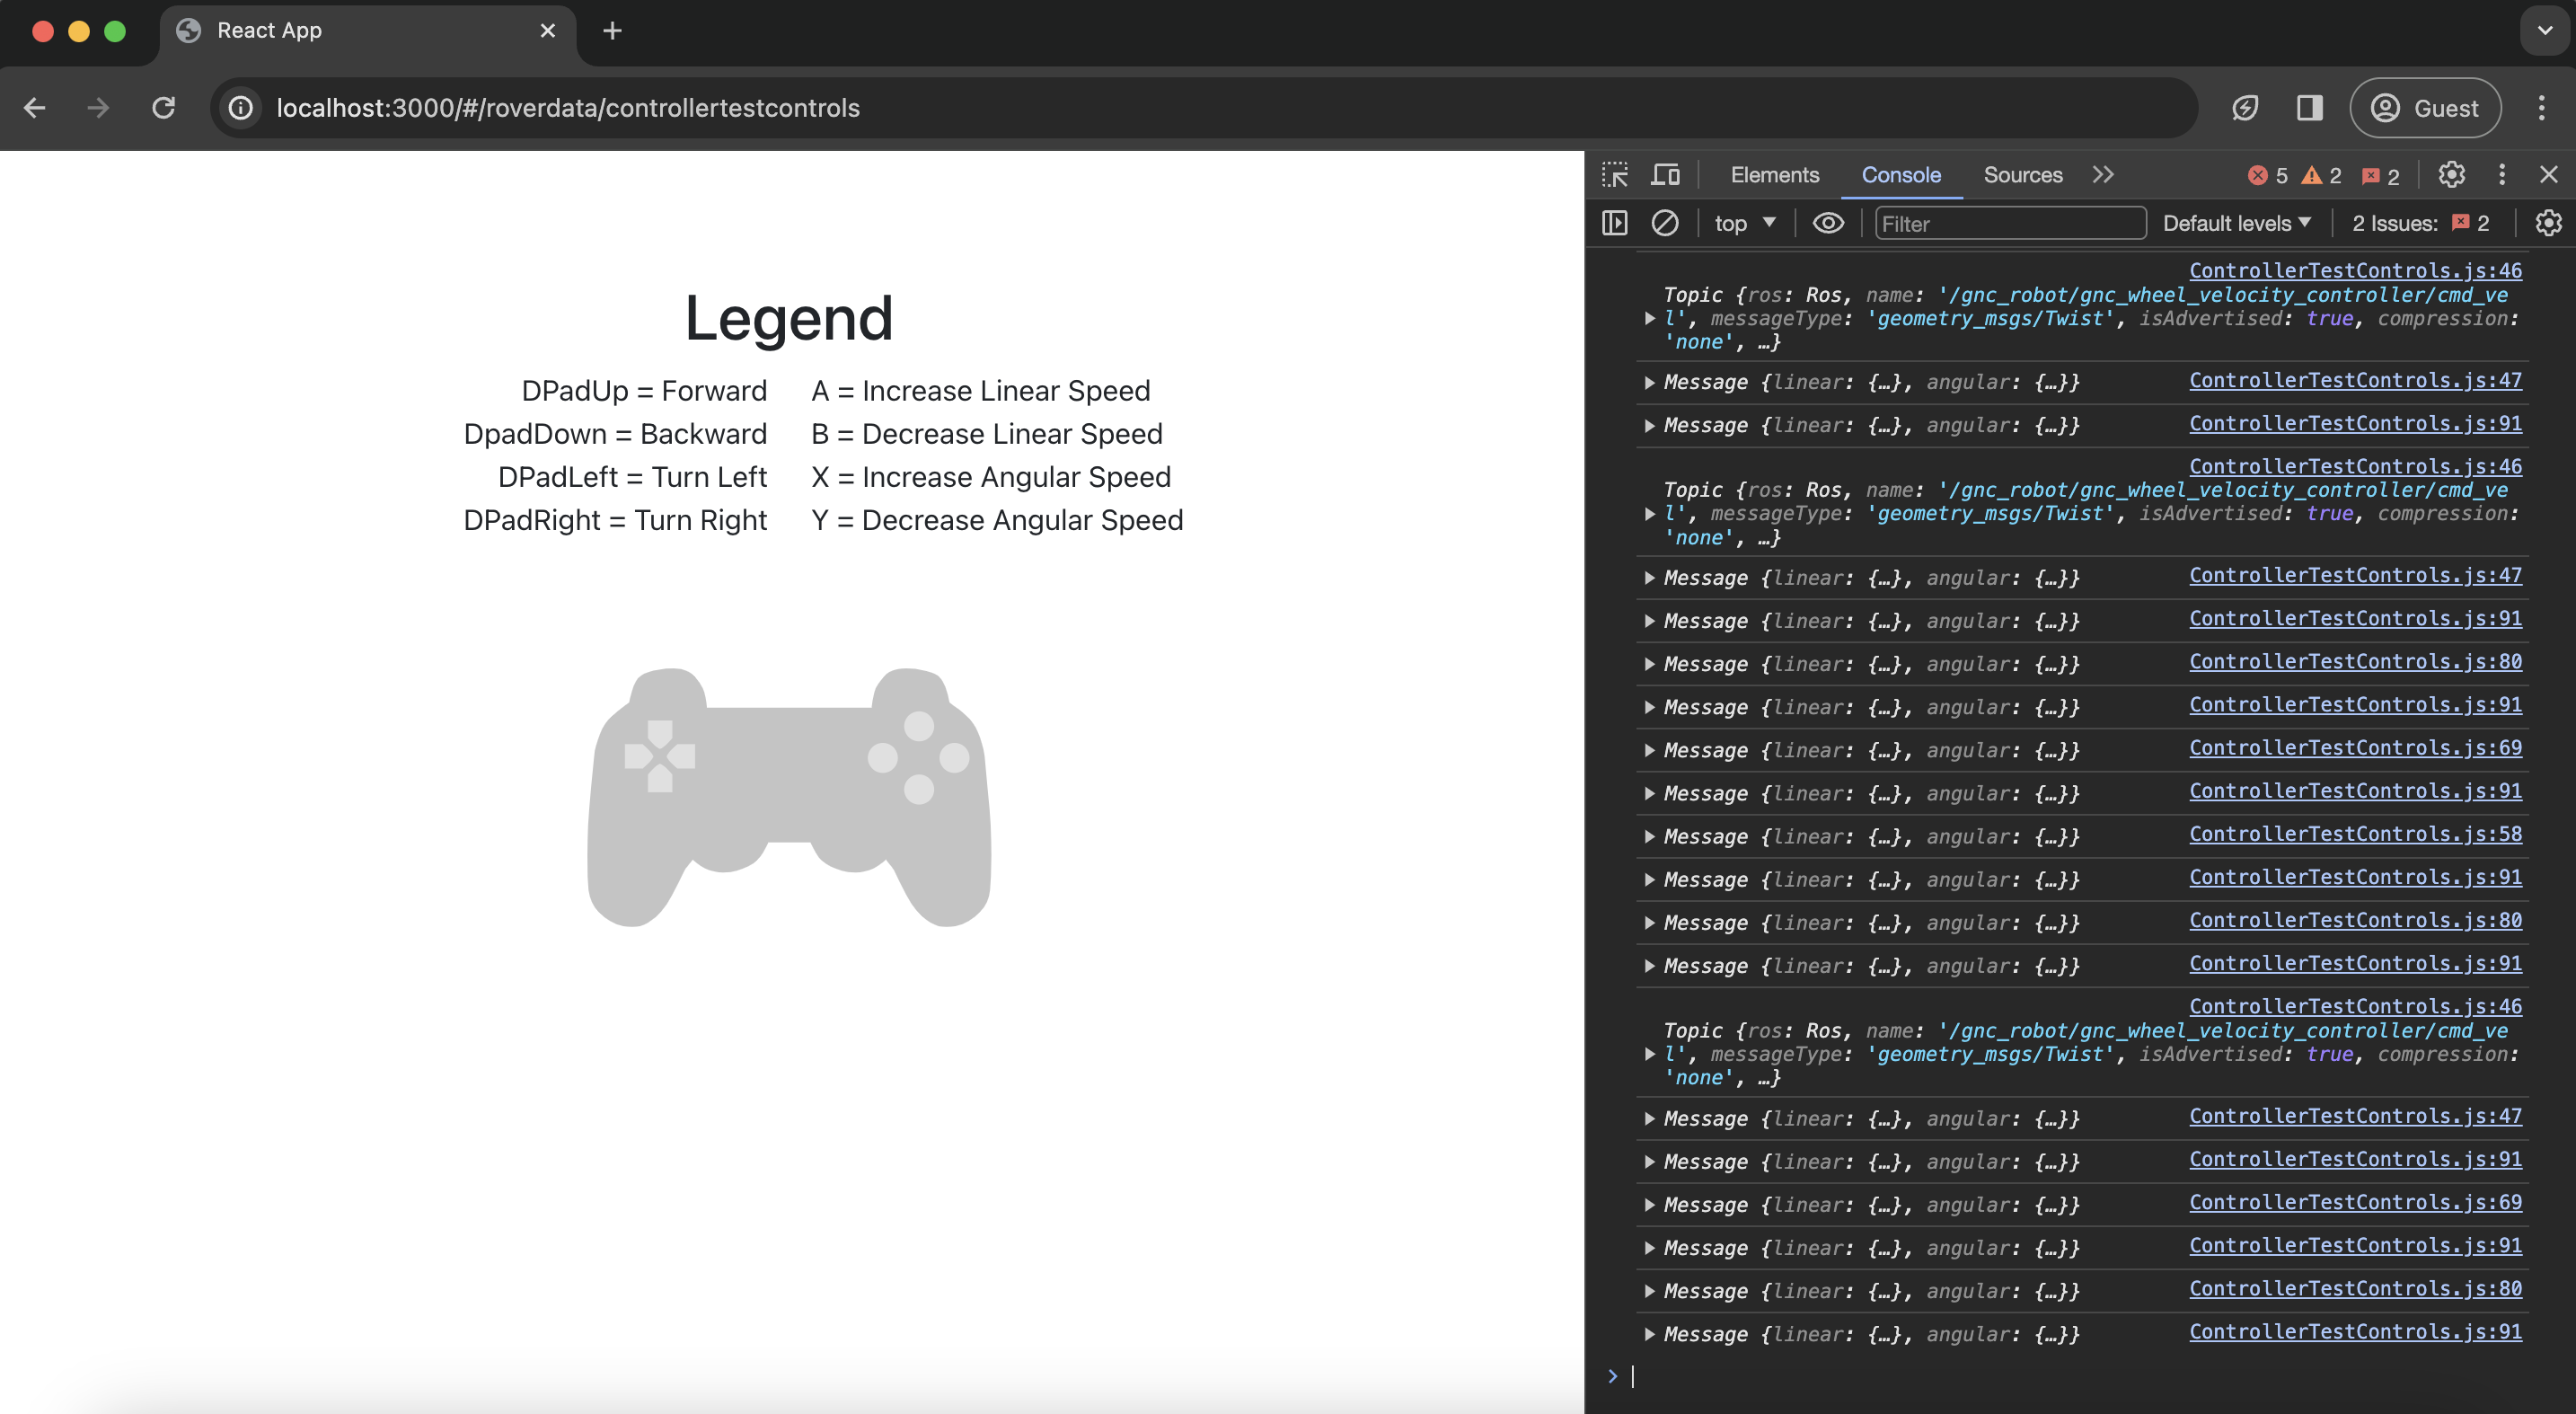 React App
localhost:3000/#/roverdata/controllertestcontrols
Guest
Legend
DPadUp = Forward
DpadDown = Backward
DPadLeft = Turn Left
DPadRight = Turn Right
A = Increase Linear Speed
B = Decrease Linear Speed
X = Increase Angular Speed
Y = Decrease Angular Speed
Elements Console Sources 5 2 2
top Filter Default levels 2 Issues: 2
ControllerTestControls.js:46
Topic {ros: Ros, name: '/gnc_robot/gnc_wheel_velocity_controller/cmd_ve
l', messageType: 'geometry_msgs/Twist', isAdvertised: true, compression:
'none', …}
Message {linear: {…}, angular: {…}} ControllerTestControls.js:47
Message {linear: {…}, angular: {…}} ControllerTestControls.js:91
ControllerTestControls.js:46
Topic {ros: Ros, name: '/gnc_robot/gnc_wheel_velocity_controller/cmd_ve
l', messageType: 'geometry_msgs/Twist', isAdvertised: true, compression:
'none', …}
Message {linear: {…}, angular: {…}} ControllerTestControls.js:47
Message {linear: {…}, angular: {…}} ControllerTestControls.js:91
Message {linear: {…}, angular: {…}} ControllerTestControls.js:80
Message {linear: {…}, angular: {…}} ControllerTestControls.js:91
Message {linear: {…}, angular: {…}} ControllerTestControls.js:69
Message {linear: {…}, angular: {…}} ControllerTestControls.js:91
Message {linear: {…}, angular: {…}} ControllerTestControls.js:58
Message {linear: {…}, angular: {…}} ControllerTestControls.js:91
Message {linear: {…}, angular: {…}} ControllerTestControls.js:80
Message {linear: {…}, angular: {…}} ControllerTestControls.js:91
ControllerTestControls.js:46
Topic {ros: Ros, name: '/gnc_robot/gnc_wheel_velocity_controller/cmd_ve
l', messageType: 'geometry_msgs/Twist', isAdvertised: true, compression:
'none', …}
Message {linear: {…}, angular: {…}} ControllerTestControls.js:47
Message {linear: {…}, angular: {…}} ControllerTestControls.js:91
Message {linear: {…}, angular: {…}} ControllerTestControls.js:69
Message {linear: {…}, angular: {…}} ControllerTestControls.js:91
Message {linear: {…}, angular: {…}} ControllerTestControls.js:80
Message {linear: {…}, angular: {…}} ControllerTestControls.js:91